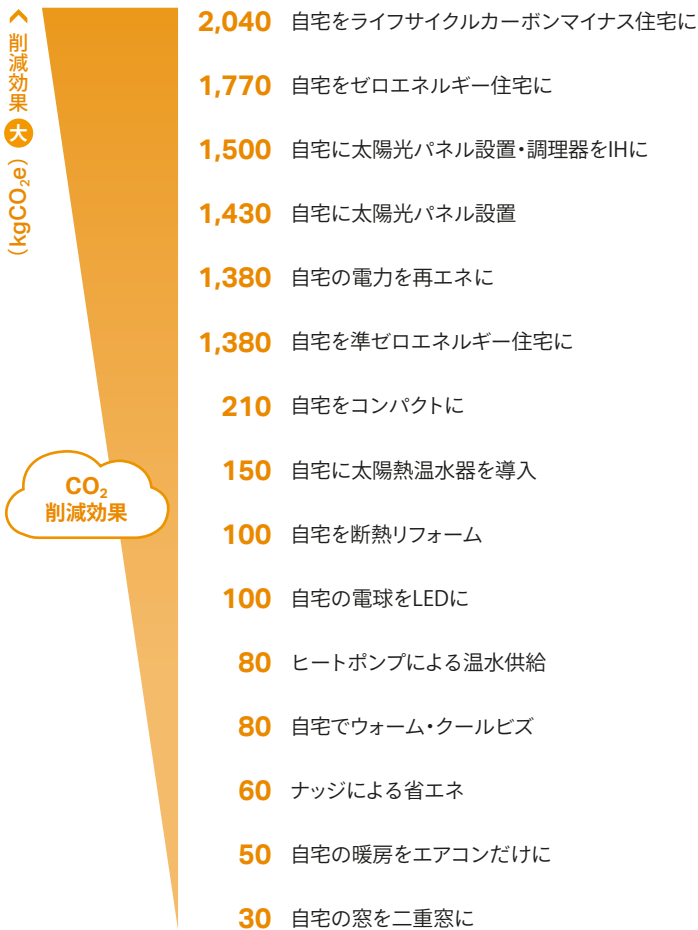 削減効果 大 (kgCO₂e)
2,040 自宅をライフサイクルカーボンマイナス住宅に
1,770 自宅をゼロエネルギー住宅に
1,500 自宅に太陽光パネル設置・調理器をIHに
1,430 自宅に太陽光パネル設置
1,380 自宅の電力を再エネに
1,380 自宅を準ゼロエネルギー住宅に
210 自宅をコンパクトに
150 自宅に太陽熱温水器を導入
CO₂
削減効果
100 自宅を断熱リフォーム
100 自宅の電球をLEDに
80 ヒートポンプによる温水供給
80 自宅でウォーム・クールビズ
60 ナッジによる省エネ
50 自宅の暖房をエアコンだけに
30 自宅の窓を二重窓に